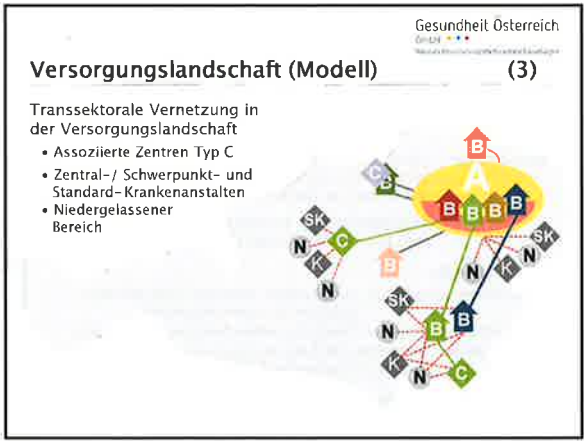 Gesundheit Österreich
GmbH
Versorgungslandschaft (Modell) (3)
Transsektorale Vernetzung in
der Versorgungslandschaft
• Assoziierte Zentren Typ C
• Zentral-/ Schwerpunkt- und
Standard-Krankenanstalten
• Niedergelassener
Bereich
B
A
C
B
B
B
B
B
SK
N
C
K
N
B
SK
N
K
N
SK
B
B
N
K
N
C